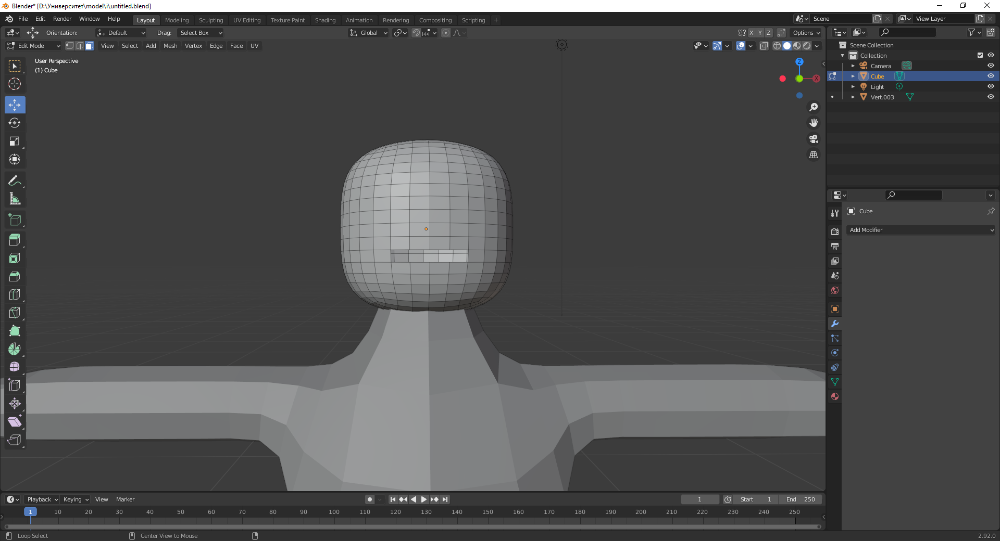 Blender* [D:\Университет\model\i\untitled.blend]
File Edit Render Window Help Layout Modeling Sculpting UV Editing Texture Paint Shading Animation Rendering Compositing Scripting + Scene View Layer
Orientation: Default Drag: Select Box Global X Y Z Options
Edit Mode View Select Add Mesh Vertex Edge Face UV
User Perspective
(1) Cube
Z
X
Scene Collection
Collection
Camera
Cube
Light
Vert.003
Cube
Add Modifier
Playback Keying View Marker 1 Start 1 End 250
1 10 20 30 40 50 60 70 80 90 100 110 120 130 140 150 160 170 180 190 200 210 220 230 240 250
Loop Select Center View to Mouse 2.92.0